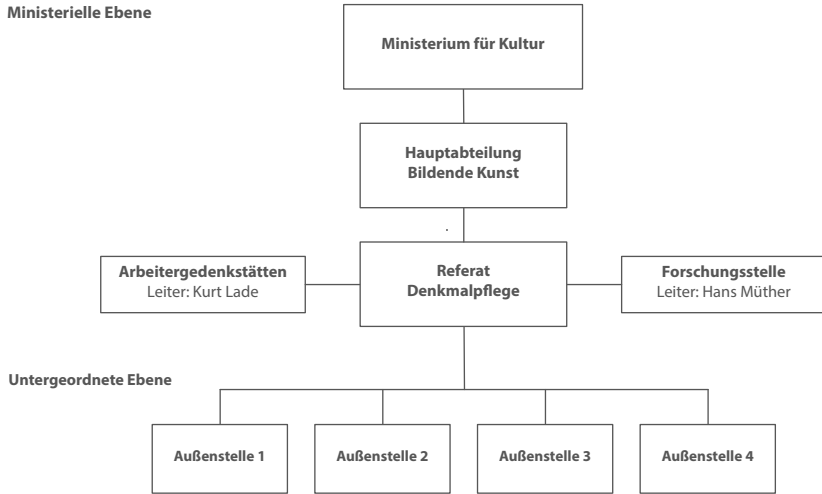 Ministerielle Ebene
Ministerium für Kultur
Hauptabteilung
Bildende Kunst
Arbeitergedenkstätten
Leiter: Kurt Lade
Referat
Denkmalpflege
Forschungsstelle
Leiter: Hans Müther
Untergeordnete Ebene
Außenstelle 1
Außenstelle 2
Außenstelle 3
Außenstelle 4